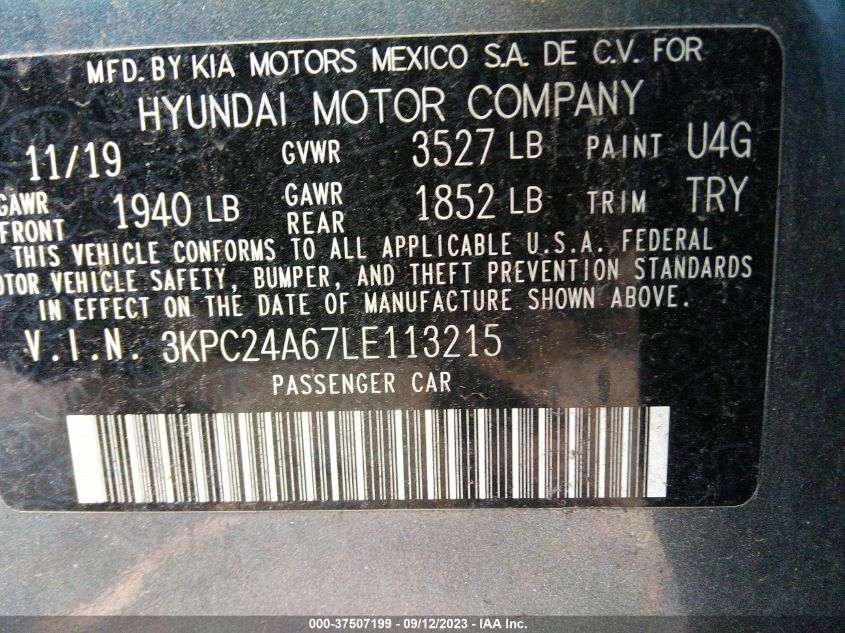 MFD. BY KIA MOTORS MEXICO S.A. DE C.V. FOR
HYUNDAI MOTOR COMPANY
11/19 GVWR 3527 LB PAINT U4G
GAWR FRONT 1940 LB GAWR REAR 1852 LB TRIM TRY
THIS VEHICLE CONFORMS TO ALL APPLICABLE U.S.A. FEDERAL
OTOR VEHICLE SAFETY, BUMPER, AND THEFT PREVENTION STANDARDS
IN EFFECT ON THE DATE OF MANUFACTURE SHOWN ABOVE.
V.I.N. 3KPC24A67LE113215
PASSENGER CAR
000-37507199 - 09/12/2023 - IAA Inc.